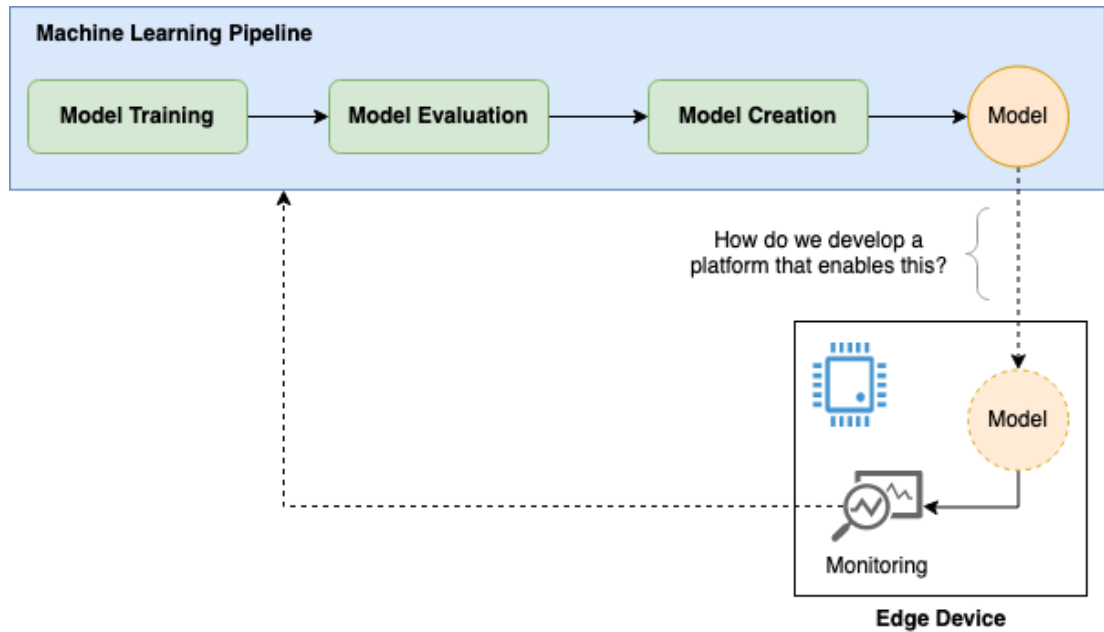 Machine Learning Pipeline
Model Training
Model Evaluation
Model Creation
Model
How do we develop a
platform that enables this?
Model
Monitoring
Edge Device